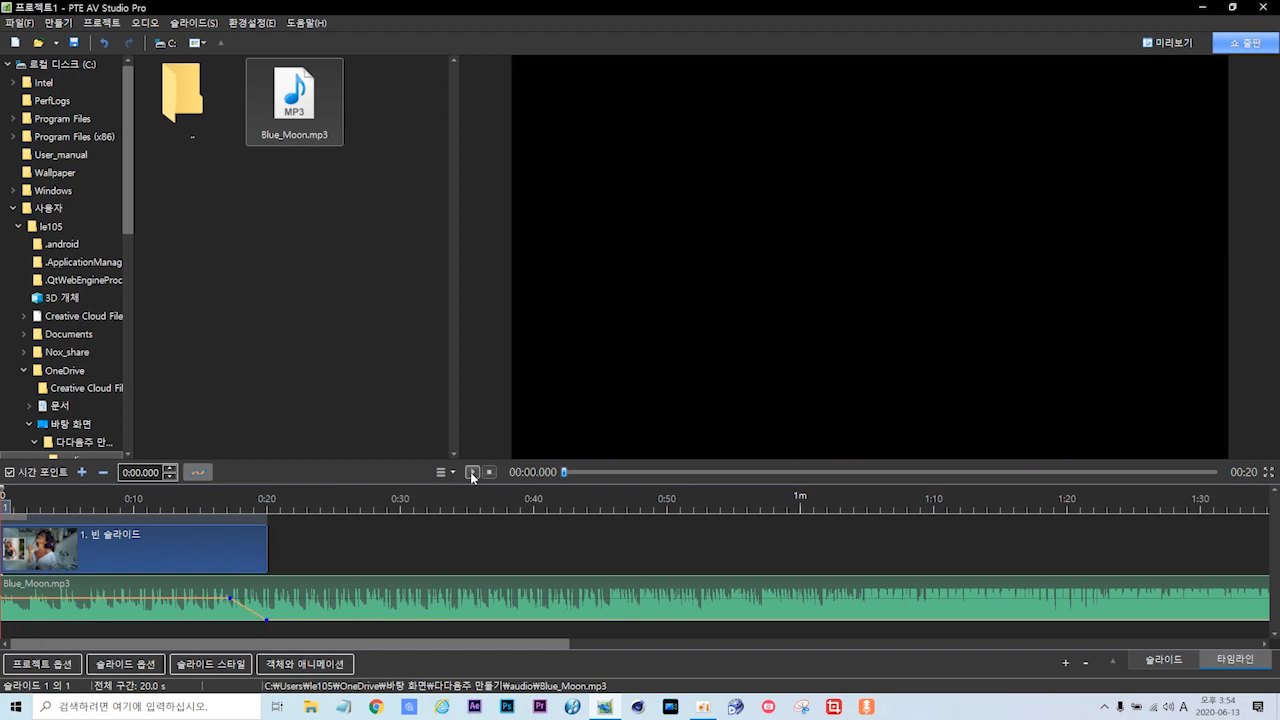 프로젝트1 - PTE AV Studio Pro
파일(F) 만들기 프로젝트 오디오 슬라이드(S) 환경설정(E) 도움말(H)
C: 미리보기 출판
로컬 디스크 (C:)
Intel
PerfLogs
Program Files
Program Files (x86)
User_manual
Wallpaper
Windows
사용자
le105
.android
.ApplicationManag
.QtWebEngineProc
3D 개체
Creative Cloud File
Documents
Nox_share
OneDrive
Creative Cloud Fil
문서
바탕 화면
다다음주 만...
..
MP3
Blue_Moon.mp3
시간 포인트 0:00.000 00:00.000 00:20
0 0:10 0:20 0:30 0:40 0:50 1m 1:10 1:20 1:30
1
1. 빈 슬라이드
Blue_Moon.mp3
프로젝트 옵션 슬라이드 옵션 슬라이드 스타일 객체와 애니메이션 + - 슬라이드 타임라인
슬라이드 1 의 1 전체 구간: 20.0 s C:\Users\le105\OneDrive\바탕 화면\다다음주 만들기\audio\Blue_Moon.mp3
검색하려면 여기에 입력하십시오. Ae Ps Pr A 오후 3:54
2020-06-13